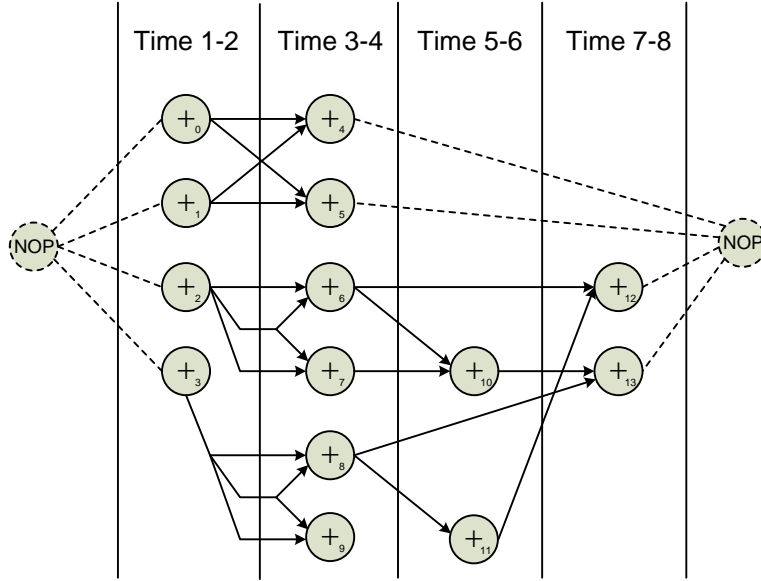 Time 1-2 Time 3-4 Time 5-6 Time 7-8
+0 +4
+1 +5
NOP NOP
+2 +6 +12
+3 +7 +10 +13
+8
+9 +11